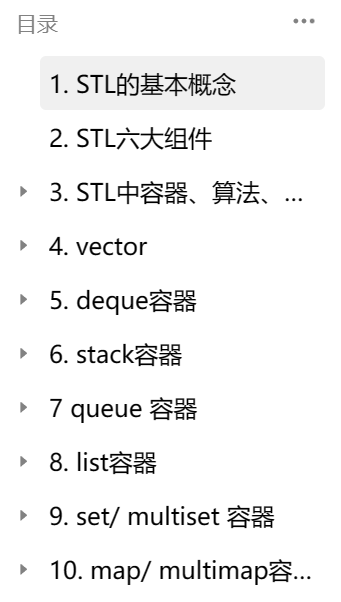 目录
1. STL的基本概念
2. STL六大组件
3. STL中容器、算法、...
4. vector
5. deque容器
6. stack容器
7 queue 容器
8. list容器
9. set/ multiset 容器
10. map/ multimap容...